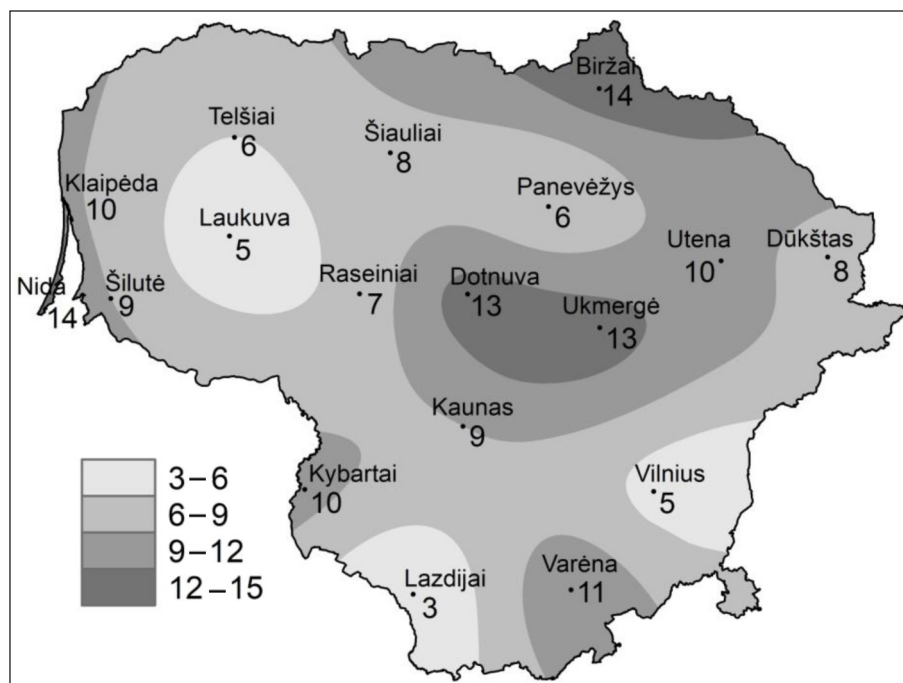 Biržai
14
Telšiai
6
Šiauliai
8
Klaipėda
10
Panevėžys
6
Laukuva
5
Utena
10
Dūkštas
8
Nida
14
Šilutė
9
Raseiniai
7
Dotnuva
13
Ukmergė
13
Kaunas
9
Kybartai
10
Vilnius
5
Lazdijai
3
Varėna
11
3–6
6–9
9–12
12–15